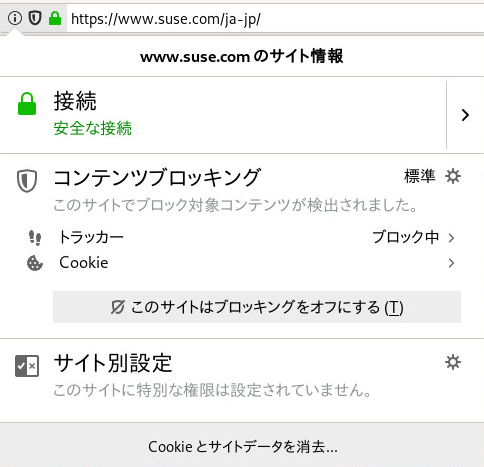 https://www.suse.com/ja-jp/
www.suse.com のサイト情報
接続
安全な接続
コンテンツブロッキング 標準
このサイトでブロック対象コンテンツが検出されました。
トラッカー ブロック中
Cookie
このサイトはブロッキングをオフにする (T)
サイト別設定
このサイトに特別な権限は設定されていません。
Cookie とサイトデータを消去...